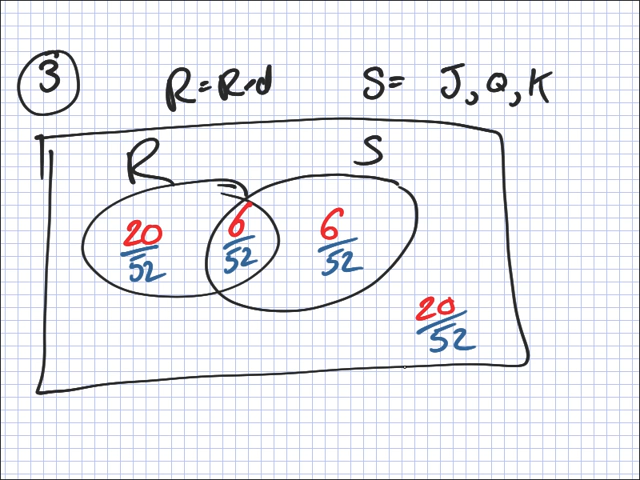 3 R = Red S = J, Q, K
R S
20/52 6/52 6/52
20/52